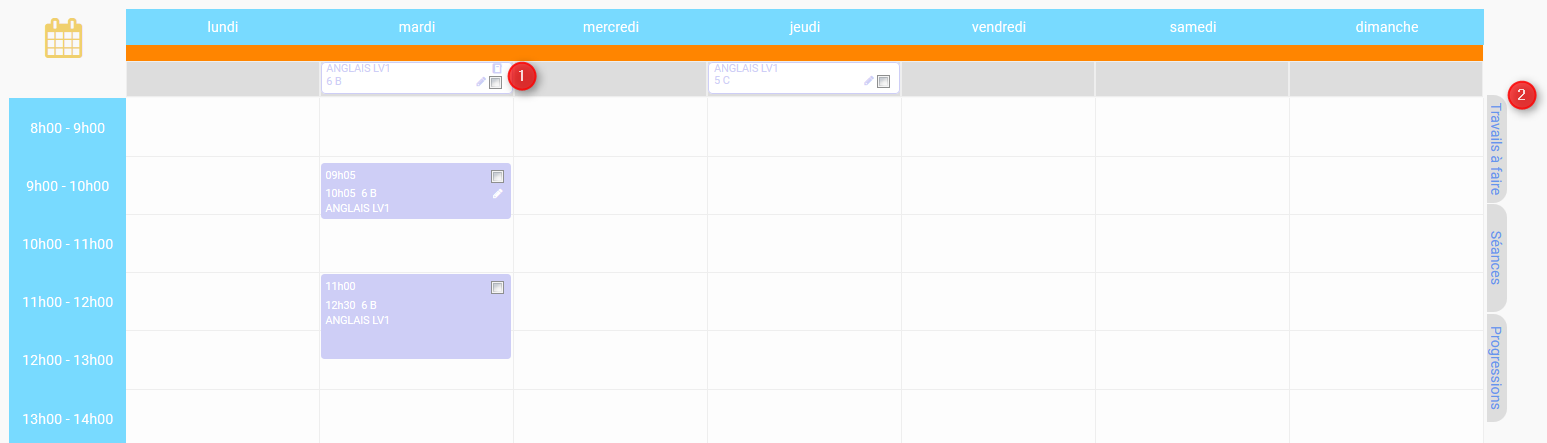 lundi mardi mercredi jeudi vendredi samedi dimanche
ANGLAIS LV1
6 B
1
ANGLAIS LV1
5 C
2
8h00 - 9h00
9h00 - 10h00
10h00 - 11h00
11h00 - 12h00
12h00 - 13h00
13h00 - 14h00
09h05
10h05 6 B
ANGLAIS LV1
11h00
12h30 6 B
ANGLAIS LV1
Travails à faire
Séances
Progressions